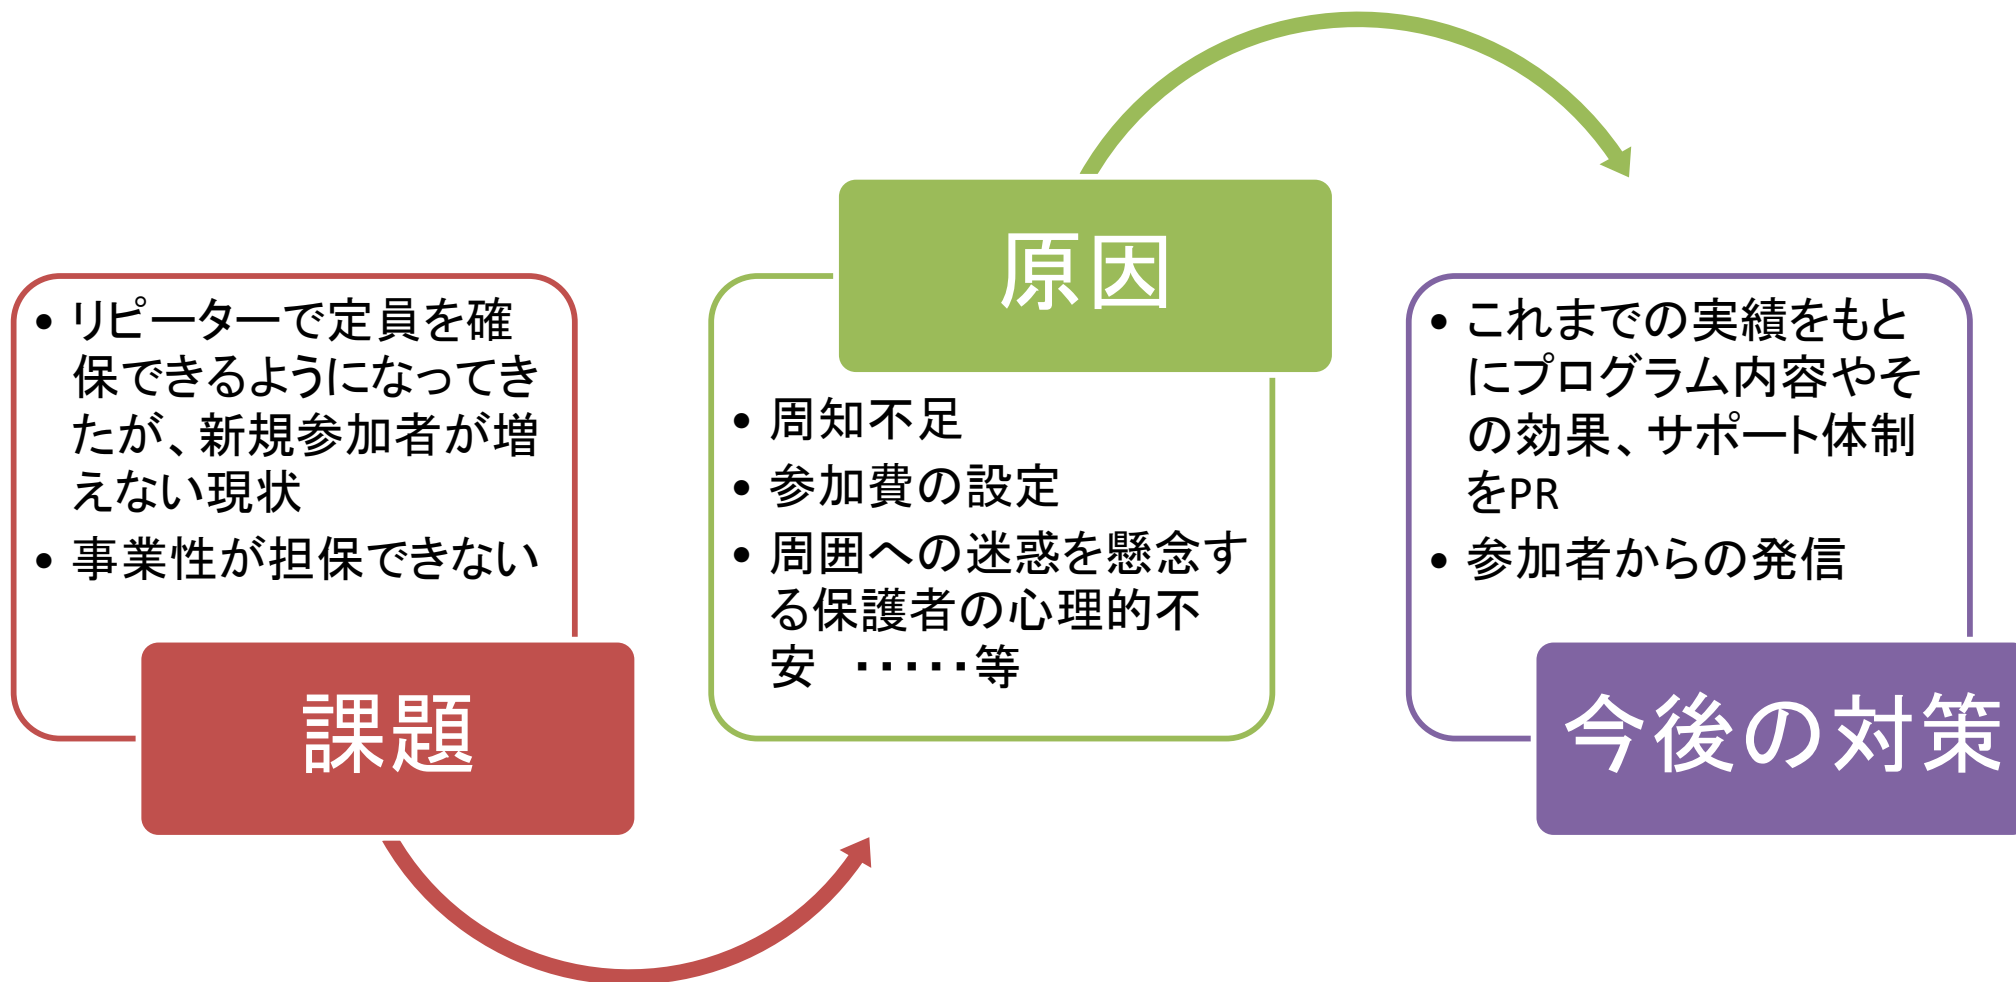 • リピーターで定員を確
保できるようになってき
たが、新規参加者が増
えない現状
• 事業性が担保できない
課題
原因
• 周知不足
• 参加費の設定
• 周囲への迷惑を懸念す
る保護者の心理的不
安　・・・・・等
• これまでの実績をもと
にプログラム内容やそ
の効果、サポート体制
をPR
• 参加者からの発信
今後の対策